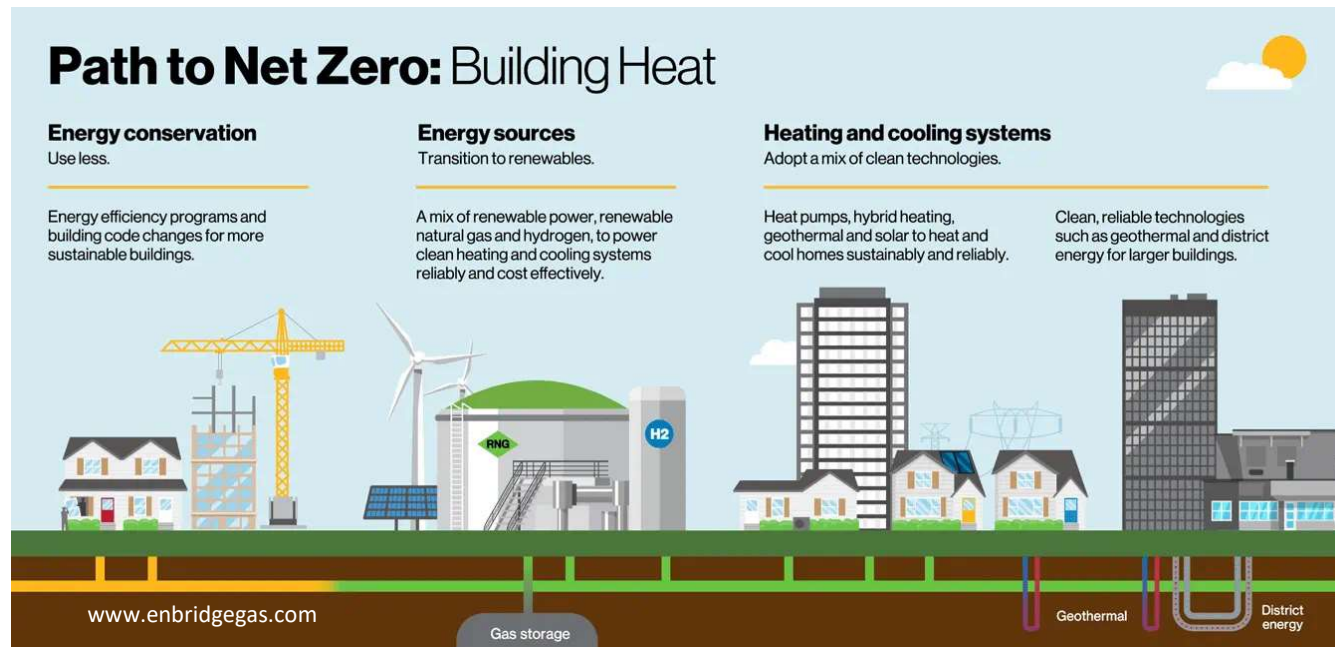 Path to Net Zero: Building Heat
Energy conservation
Use less.
Energy efficiency programs and
building code changes for more
sustainable buildings.
Energy sources
Transition to renewables.
A mix of renewable power, renewable
natural gas and hydrogen, to power
clean heating and cooling systems
reliably and cost effectively.
Heating and cooling systems
Adopt a mix of clean technologies.
Heat pumps, hybrid heating,
geothermal and solar to heat and
cool homes sustainably and reliably.
Clean, reliable technologies
such as geothermal and district
energy for larger buildings.
RNG
H2
www.enbridgegas.com
Gas storage
Geothermal
District
energy